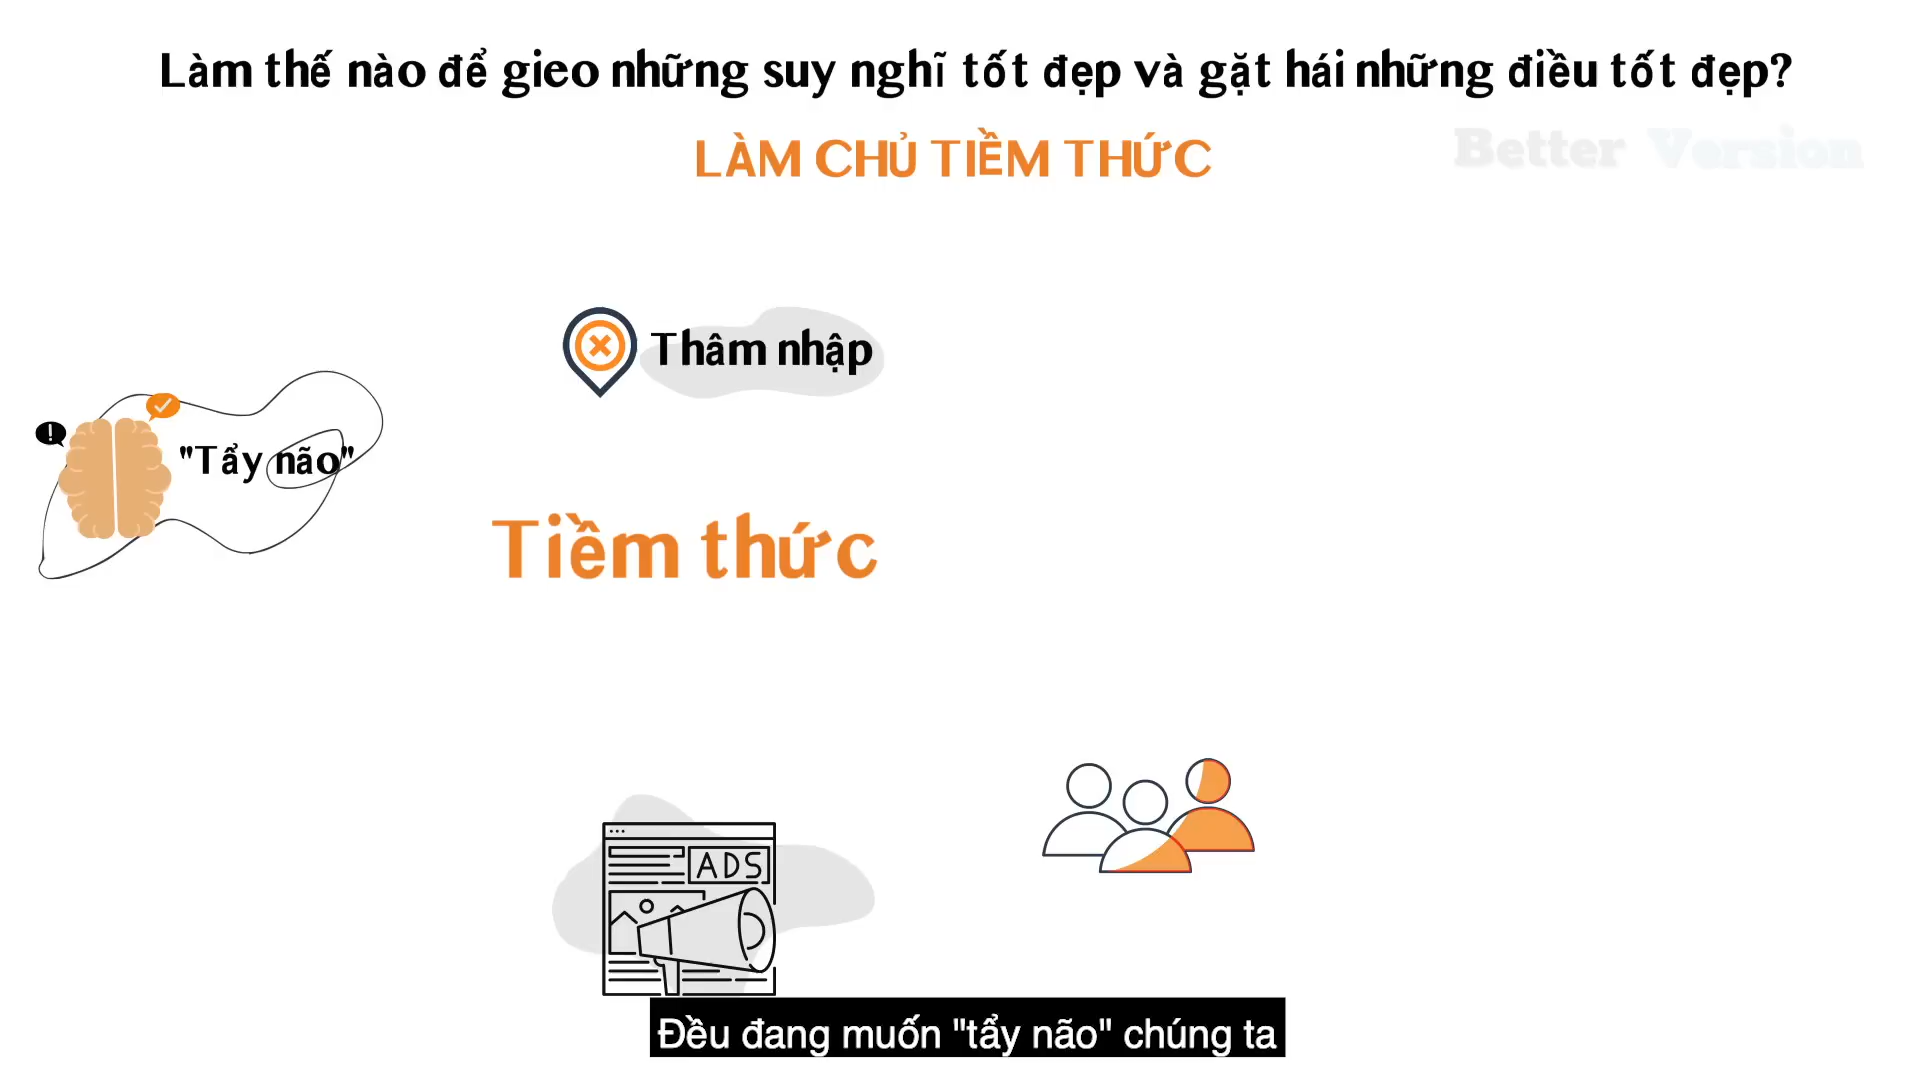 Làm thế nào để gieo những suy nghĩ tốt đẹp và gặt hái những điều tốt đẹp?
LÀM CHỦ TIỀM THỨC
Better Version
Thâm nhập
"Tẩy não"
Tiềm thức
ADS
Đều đang muốn "tẩy não" chúng ta